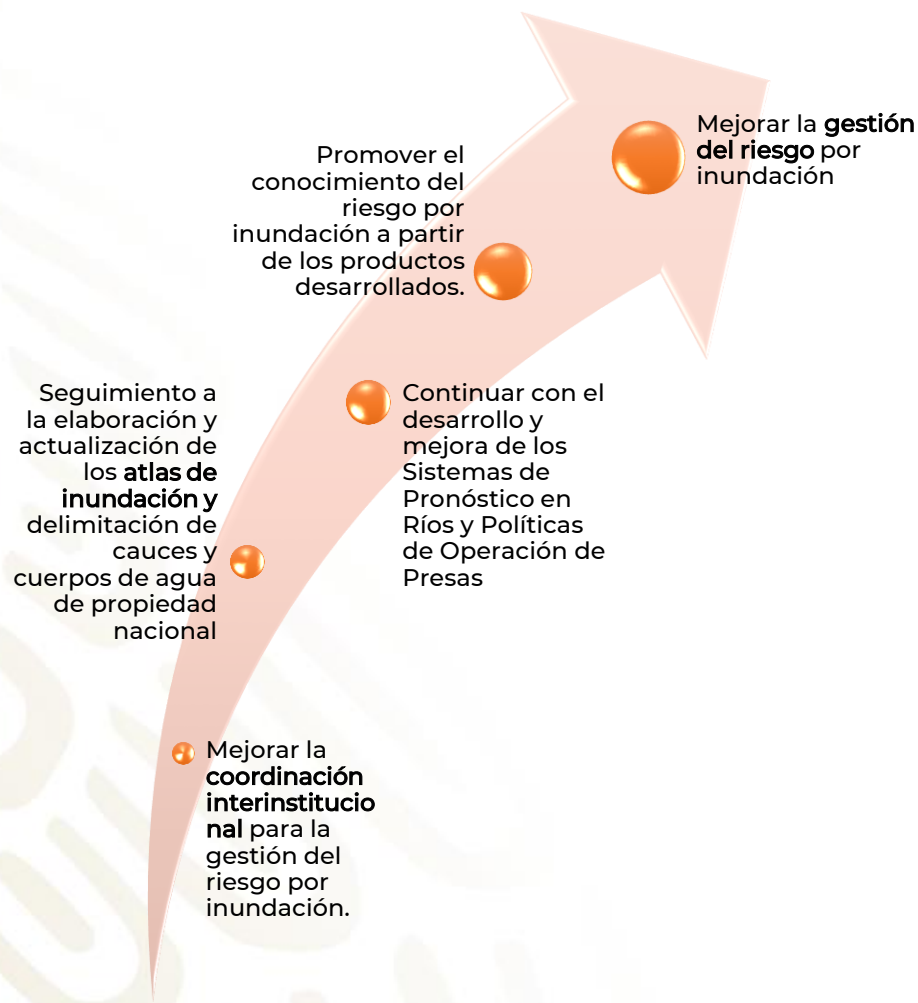 Mejorar la gestión
del riesgo por
inundación
Promover el
conocimiento del
riesgo por
inundación a partir
de los productos
desarrollados.
Seguimiento a
la elaboración y
actualización de
los atlas de
inundación y
delimitación de
cauces y
cuerpos de agua
de propiedad
nacional
Continuar con el
desarrollo y
mejora de los
Sistemas de
Pronóstico en
Ríos y Políticas
de Operación de
Presas
Mejorar la
coordinación
interinstitucio
nal para la
gestión del
riesgo por
inundación.